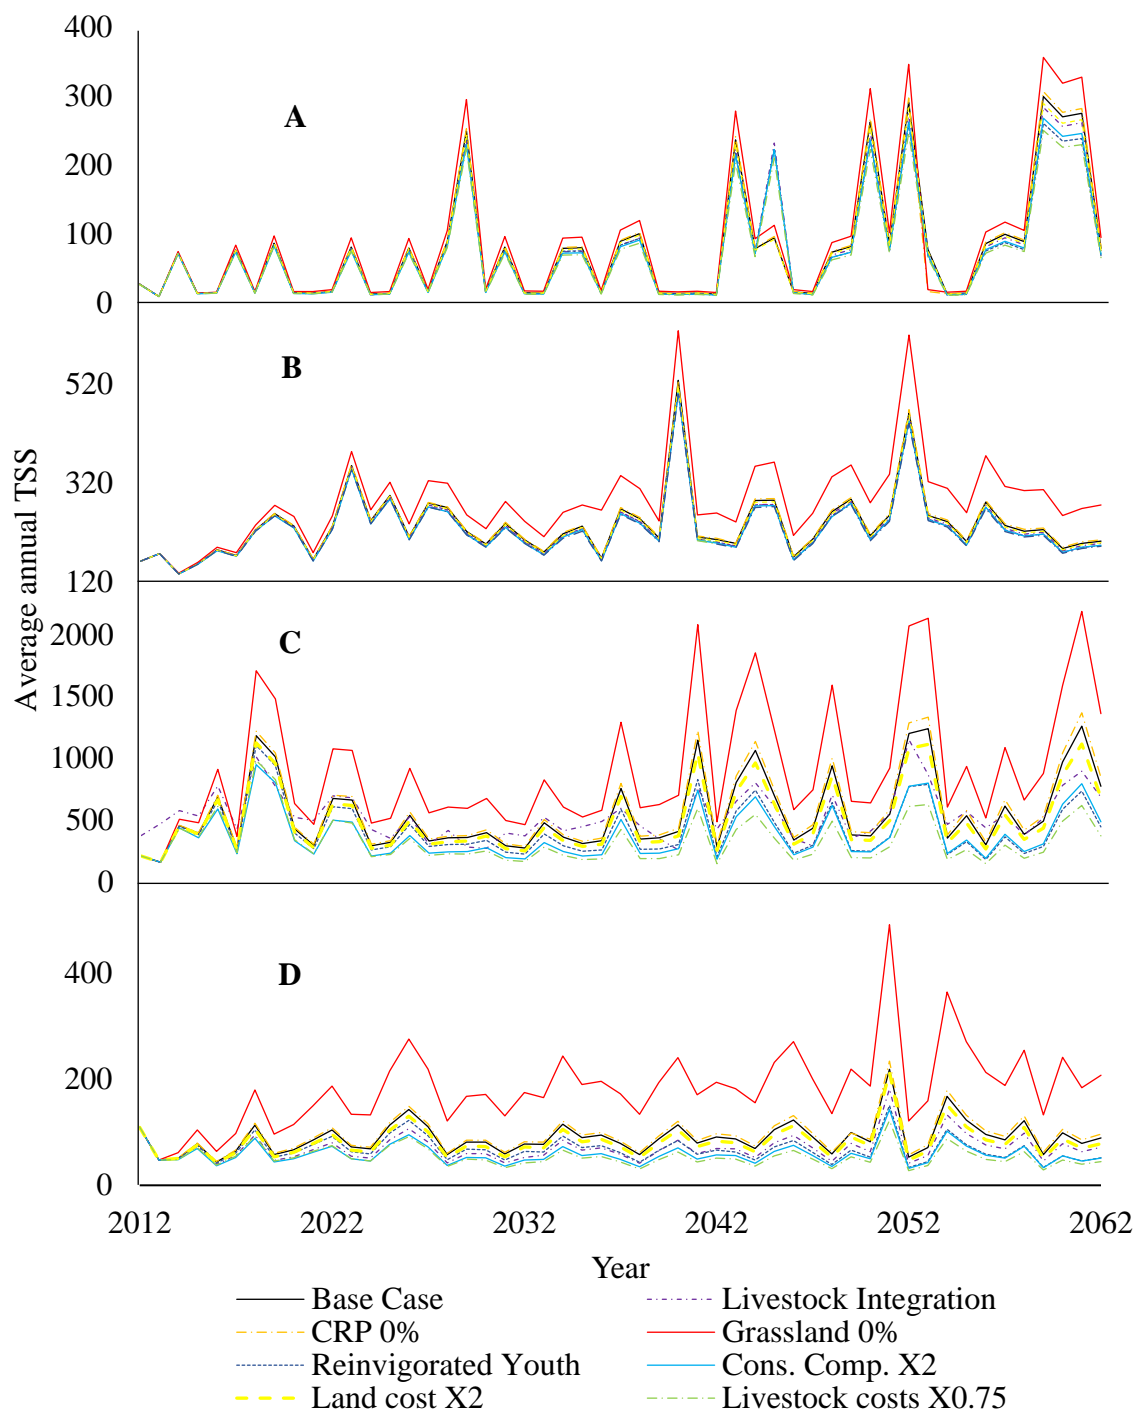 400
300
A
200
100
0
B
520
320
120
Average annual TSS
2000
C
1500
1000
500
0
D
400
200
0
2012 2022 2032 2042 2052 2062
Year
Base Case Livestock Integration
CRP 0% Grassland 0%
Reinvigorated Youth Cons. Comp. X2
Land cost X2 Livestock costs X0.75